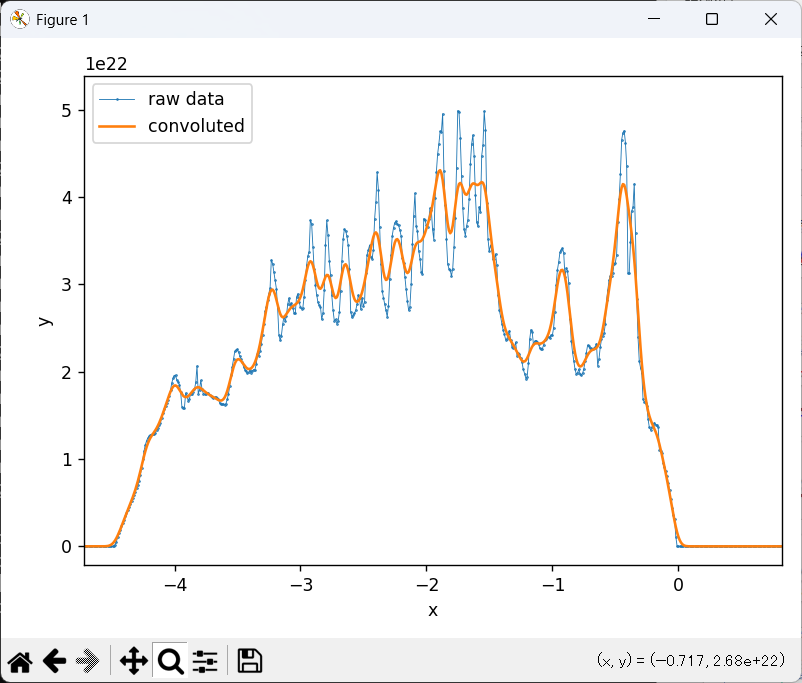 Figure 1
1e22
raw data
convoluted
5
4
3
2
1
0
y
−4 −3 −2 −1 0
x
(x, y) = (−0.717, 2.68e+22)